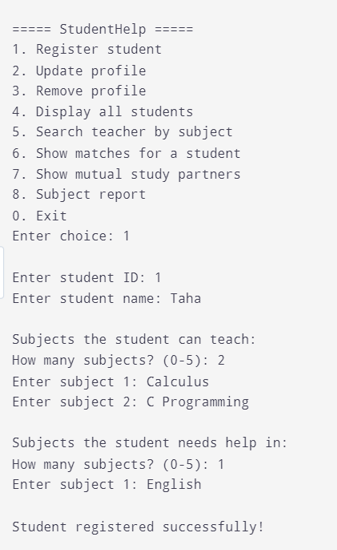 ===== StudentHelp =====
1. Register student
2. Update profile
3. Remove profile
4. Display all students
5. Search teacher by subject
6. Show matches for a student
7. Show mutual study partners
8. Subject report
0. Exit
Enter choice: 1
Enter student ID: 1
Enter student name: Taha
Subjects the student can teach:
How many subjects? (0-5): 2
Enter subject 1: Calculus
Enter subject 2: C Programming
Subjects the student needs help in:
How many subjects? (0-5): 1
Enter subject 1: English
Student registered successfully!